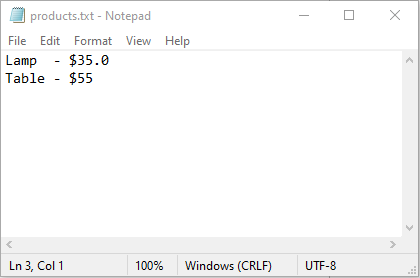 products.txt - Notepad
File Edit Format View Help
Lamp  - $35.0
Table - $55
Ln 3, Col 1 100% Windows (CRLF) UTF-8